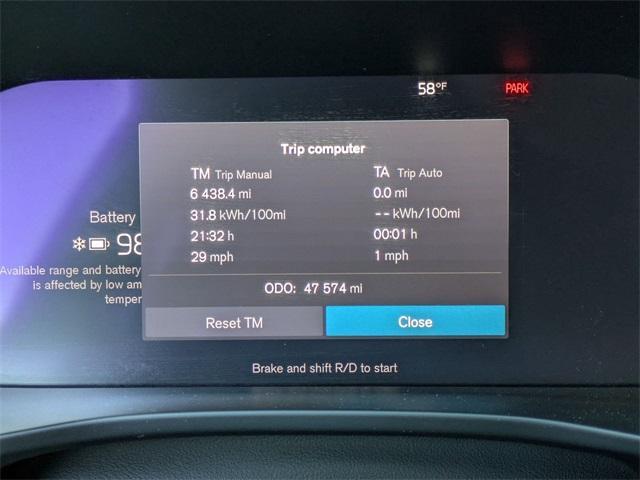 58°F PARK
Trip computer
TM Trip Manual TA Trip Auto
6 438.4 mi 0.0 mi
31.8 kWh/100mi -- kWh/100mi
21:32 h 00:01 h
29 mph 1 mph
ODO: 47 574 mi
Reset TM Close
Battery
98
Available range and battery
is affected by low am
temper
Brake and shift R/D to start